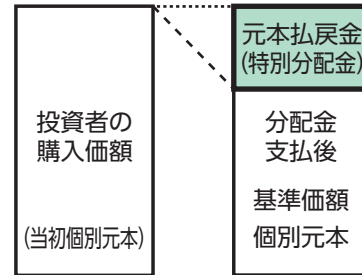 投資者の
購入価額
(当初個別元本)
元本払戻金
(特別分配金)
分配金
支払後
基準価額
個別元本